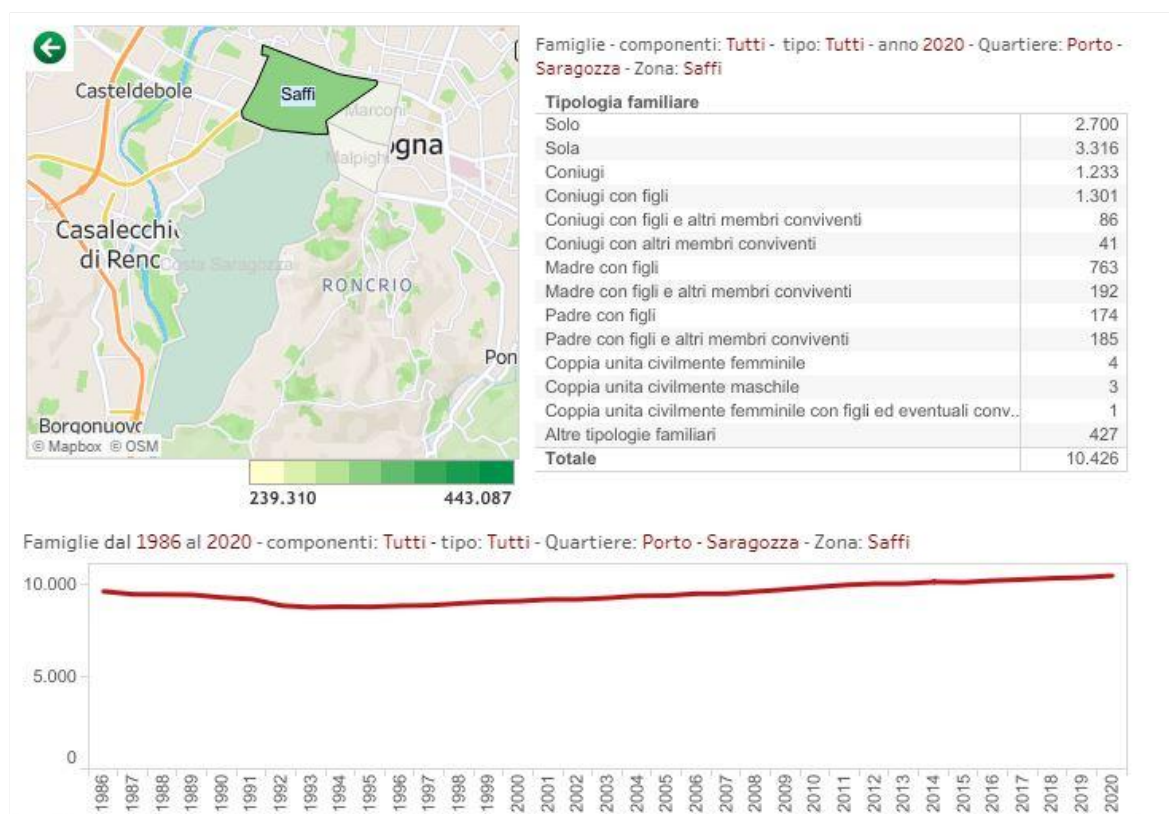 Casteldebole
Saffi
Marconi
Malpighi
ogna
Casalecchi
di Renc
Costa Saragozza
RONCRIO
Pon
Borgonuovo
© Mapbox © OSM
239.310 443.087
Famiglie - componenti: Tutti - tipo: Tutti - anno 2020 - Quartiere: Porto -
Saragozza - Zona: Saffi
Tipologia familiare
Solo 2.700
Sola 3.316
Coniugi 1.233
Coniugi con figli 1.301
Coniugi con figli e altri membri conviventi 86
Coniugi con altri membri conviventi 41
Madre con figli 763
Madre con figli e altri membri conviventi 192
Padre con figli 174
Padre con figli e altri membri conviventi 185
Coppia unita civilmente femminile 4
Coppia unita civilmente maschile 3
Coppia unita civilmente femminile con figli ed eventuali conv.. 1
Altre tipologie familiari 427
Totale 10.426
Famiglie dal 1986 al 2020 - componenti: Tutti - tipo: Tutti - Quartiere: Porto - Saragozza - Zona: Saffi
10.000
5.000
0
1986 1987 1988 1989 1990 1991 1992 1993 1994 1995 1996 1997 1998 1999 2000 2001 2002 2003 2004 2005 2006 2007 2008 2009 2010 2011 2012 2013 2014 2015 2016 2017 2018 2019 2020